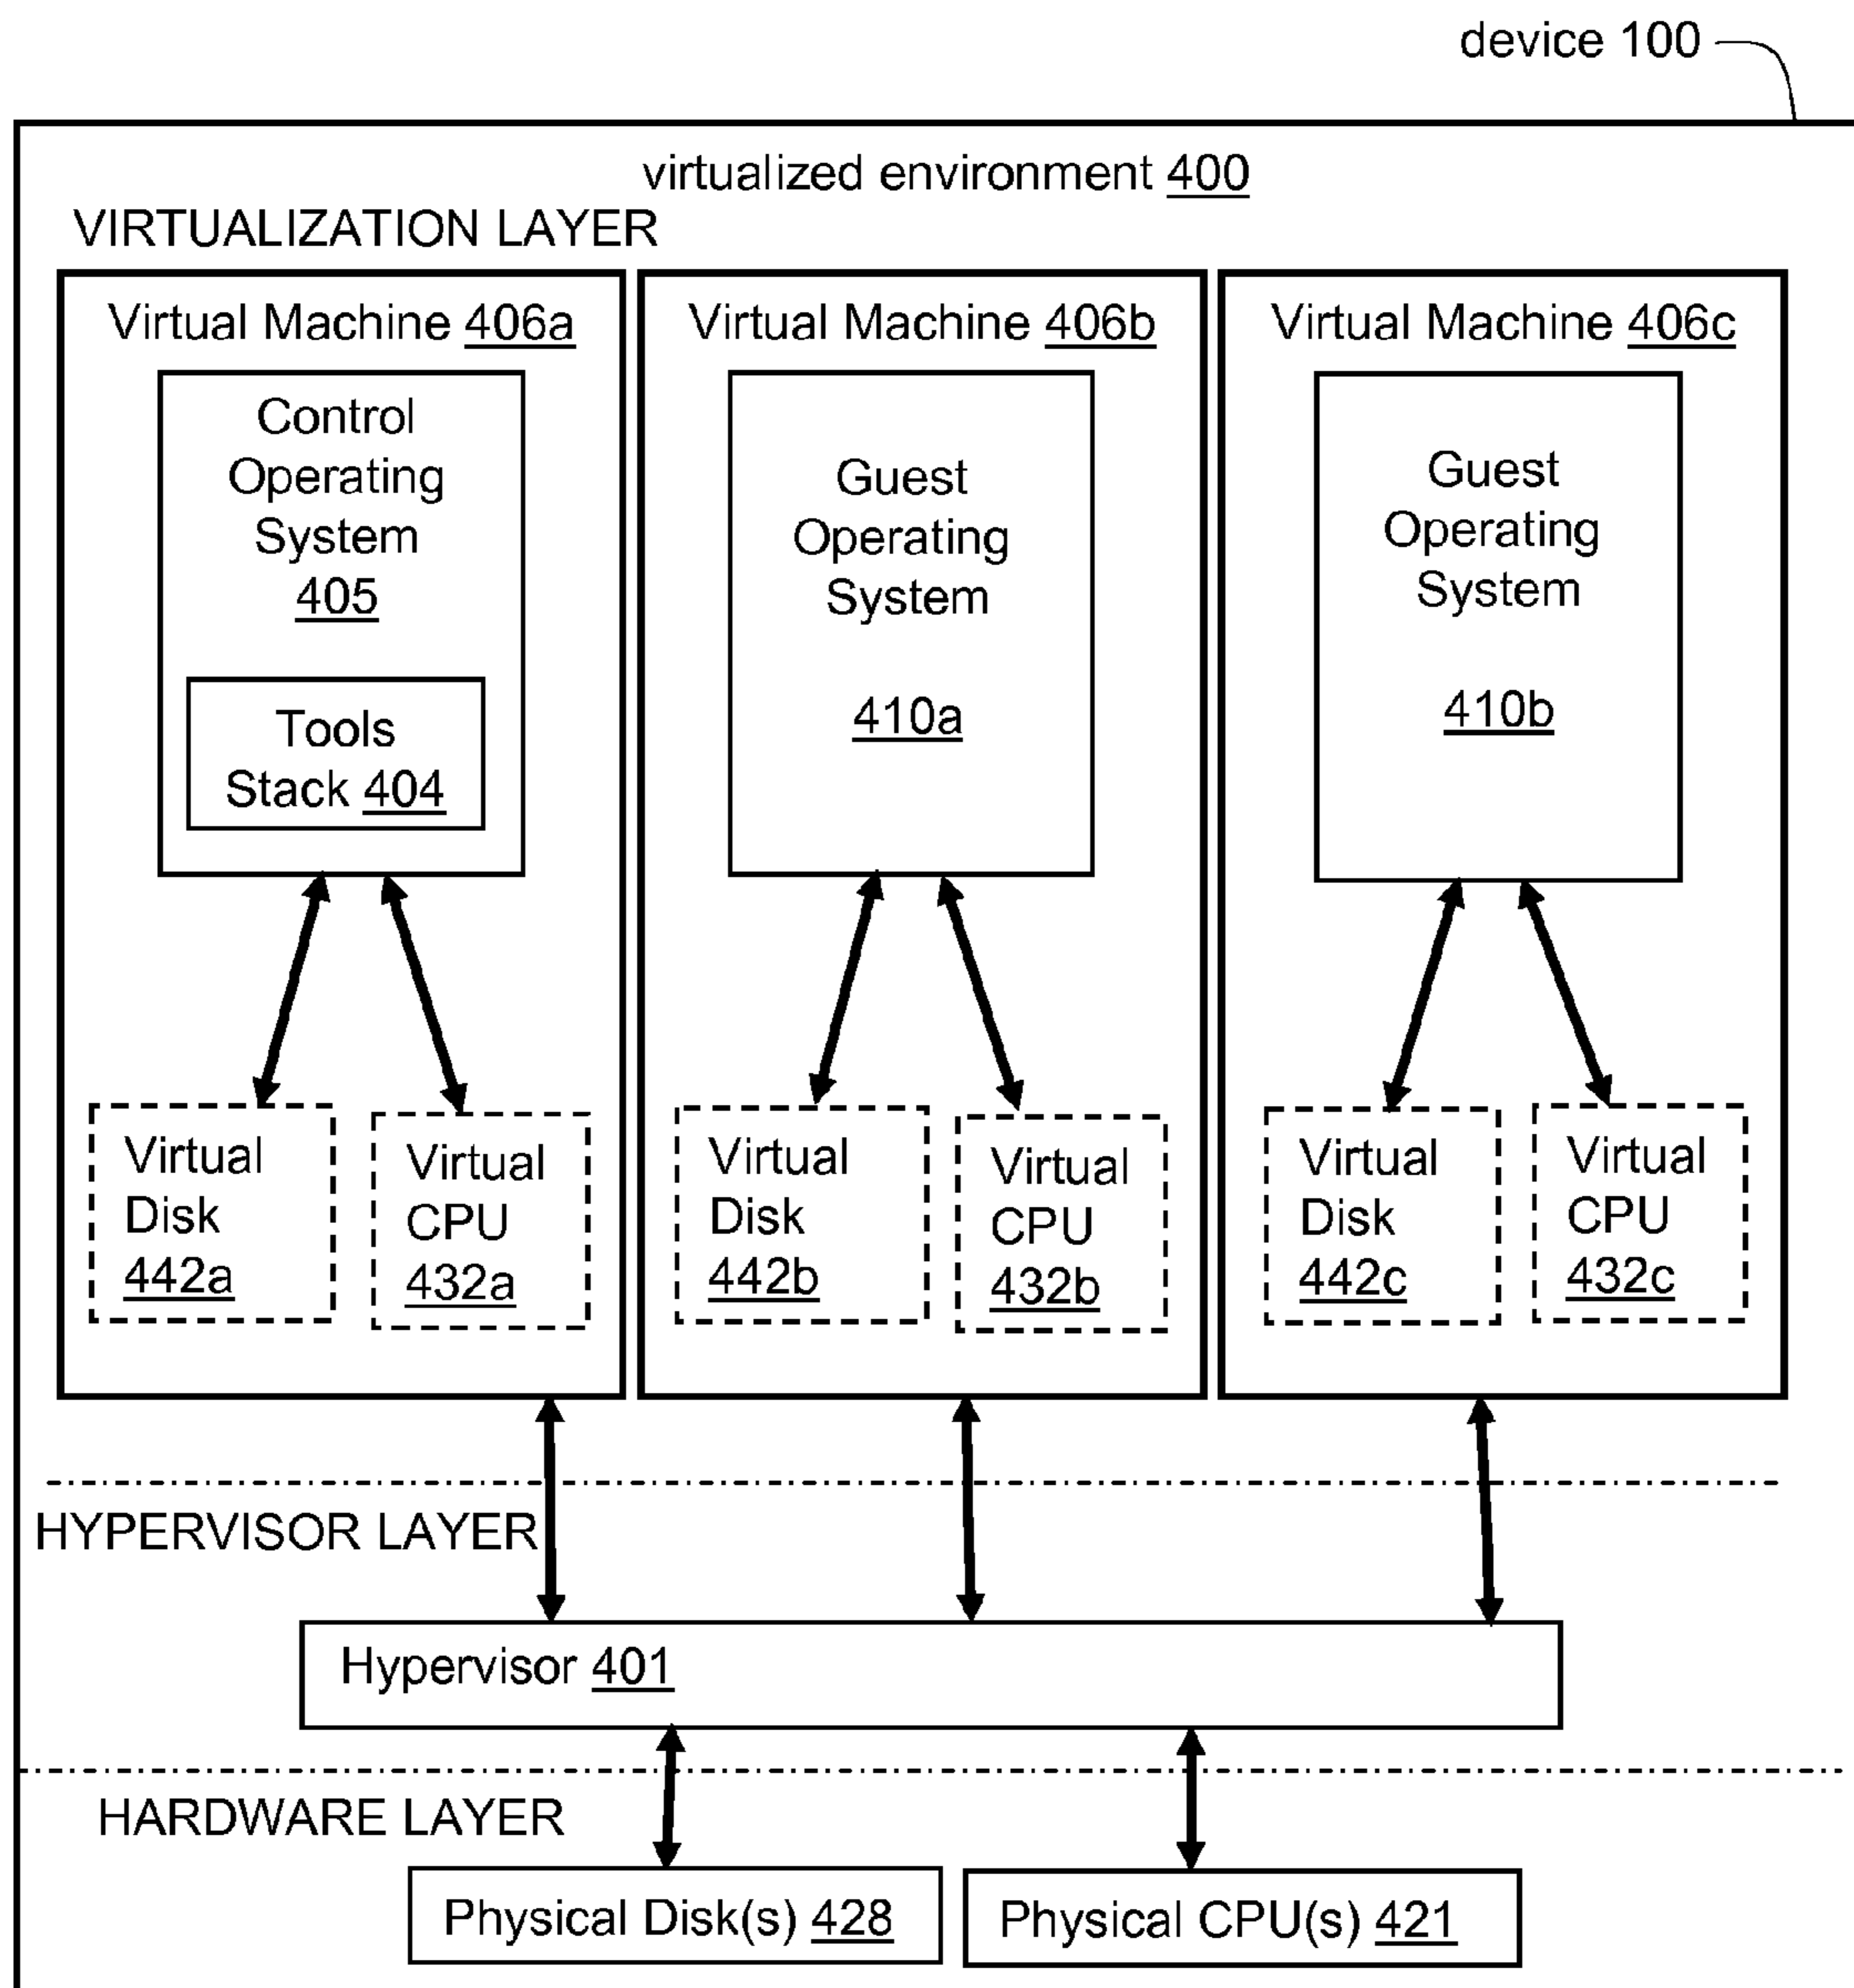 device 100
virtualized environment 400
VIRTUALIZATION LAYER
Virtual Machine 406a
Control
Operating
System
405
Tools
Stack 404
Virtual
Disk
442a
Virtual
CPU
432a
Virtual Machine 406b
Guest
Operating
System
410a
Virtual
Disk
442b
Virtual
CPU
432b
Virtual Machine 406c
Guest
Operating
System
410b
Virtual
Disk
442c
Virtual
CPU
432c
HYPERVISOR LAYER
Hypervisor 401
HARDWARE LAYER
Physical Disk(s) 428
Physical CPU(s) 421